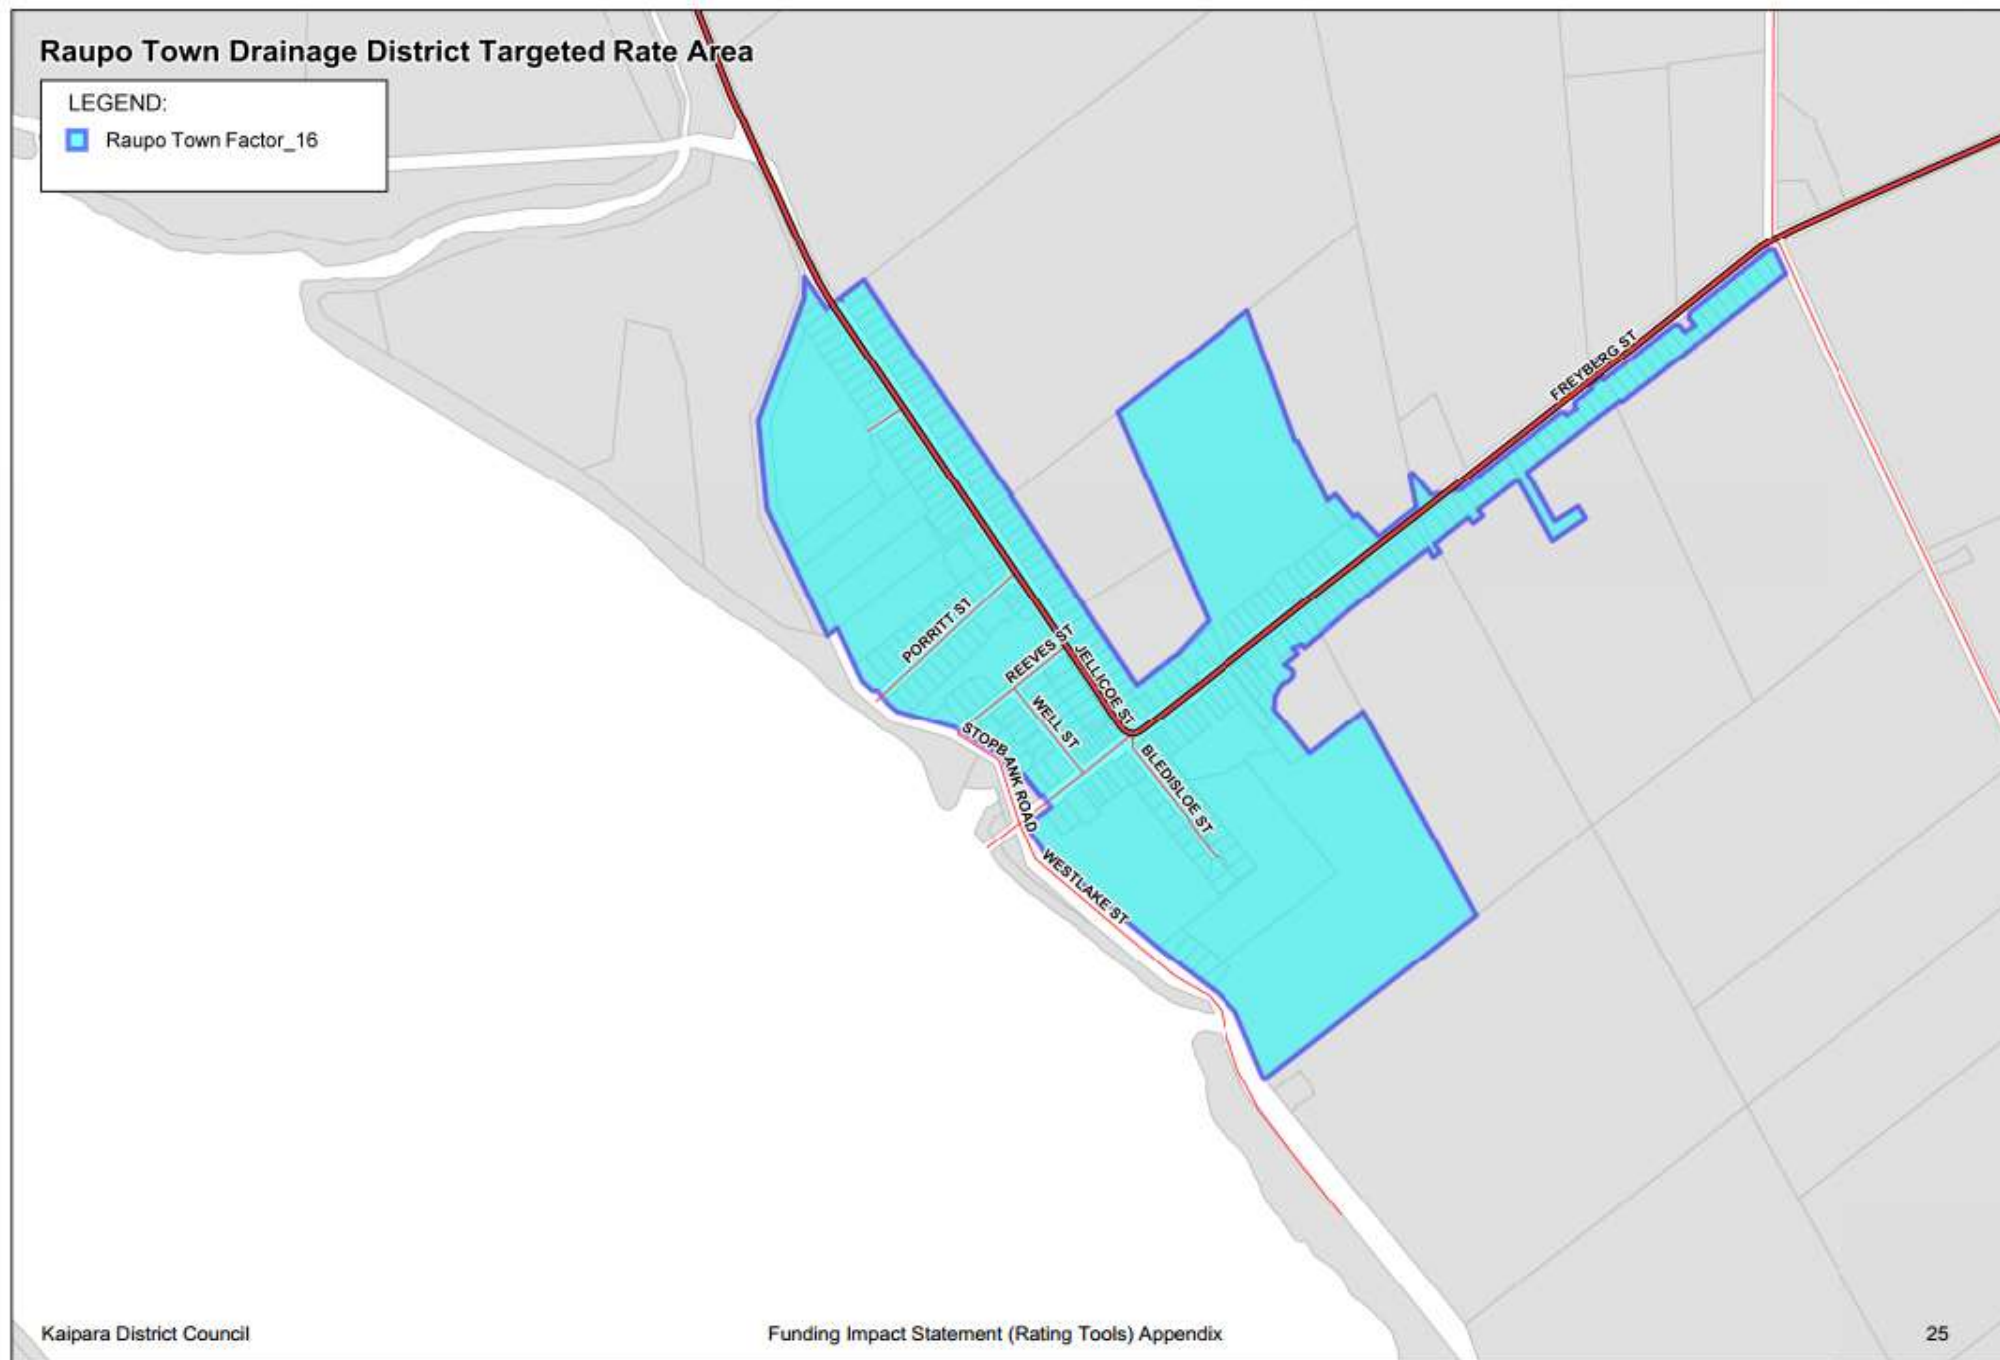 Raupo Town Drainage District Targeted Rate Area
LEGEND:
Raupo Town Factor_16
FREYBERG ST
PORRITT ST
REEVES ST
JELLICOE ST
WELL ST
STOPBANK ROAD
BLEDISLOE ST
WESTLAKE ST
Kaipara District Council
Funding Impact Statement (Rating Tools) Appendix
25